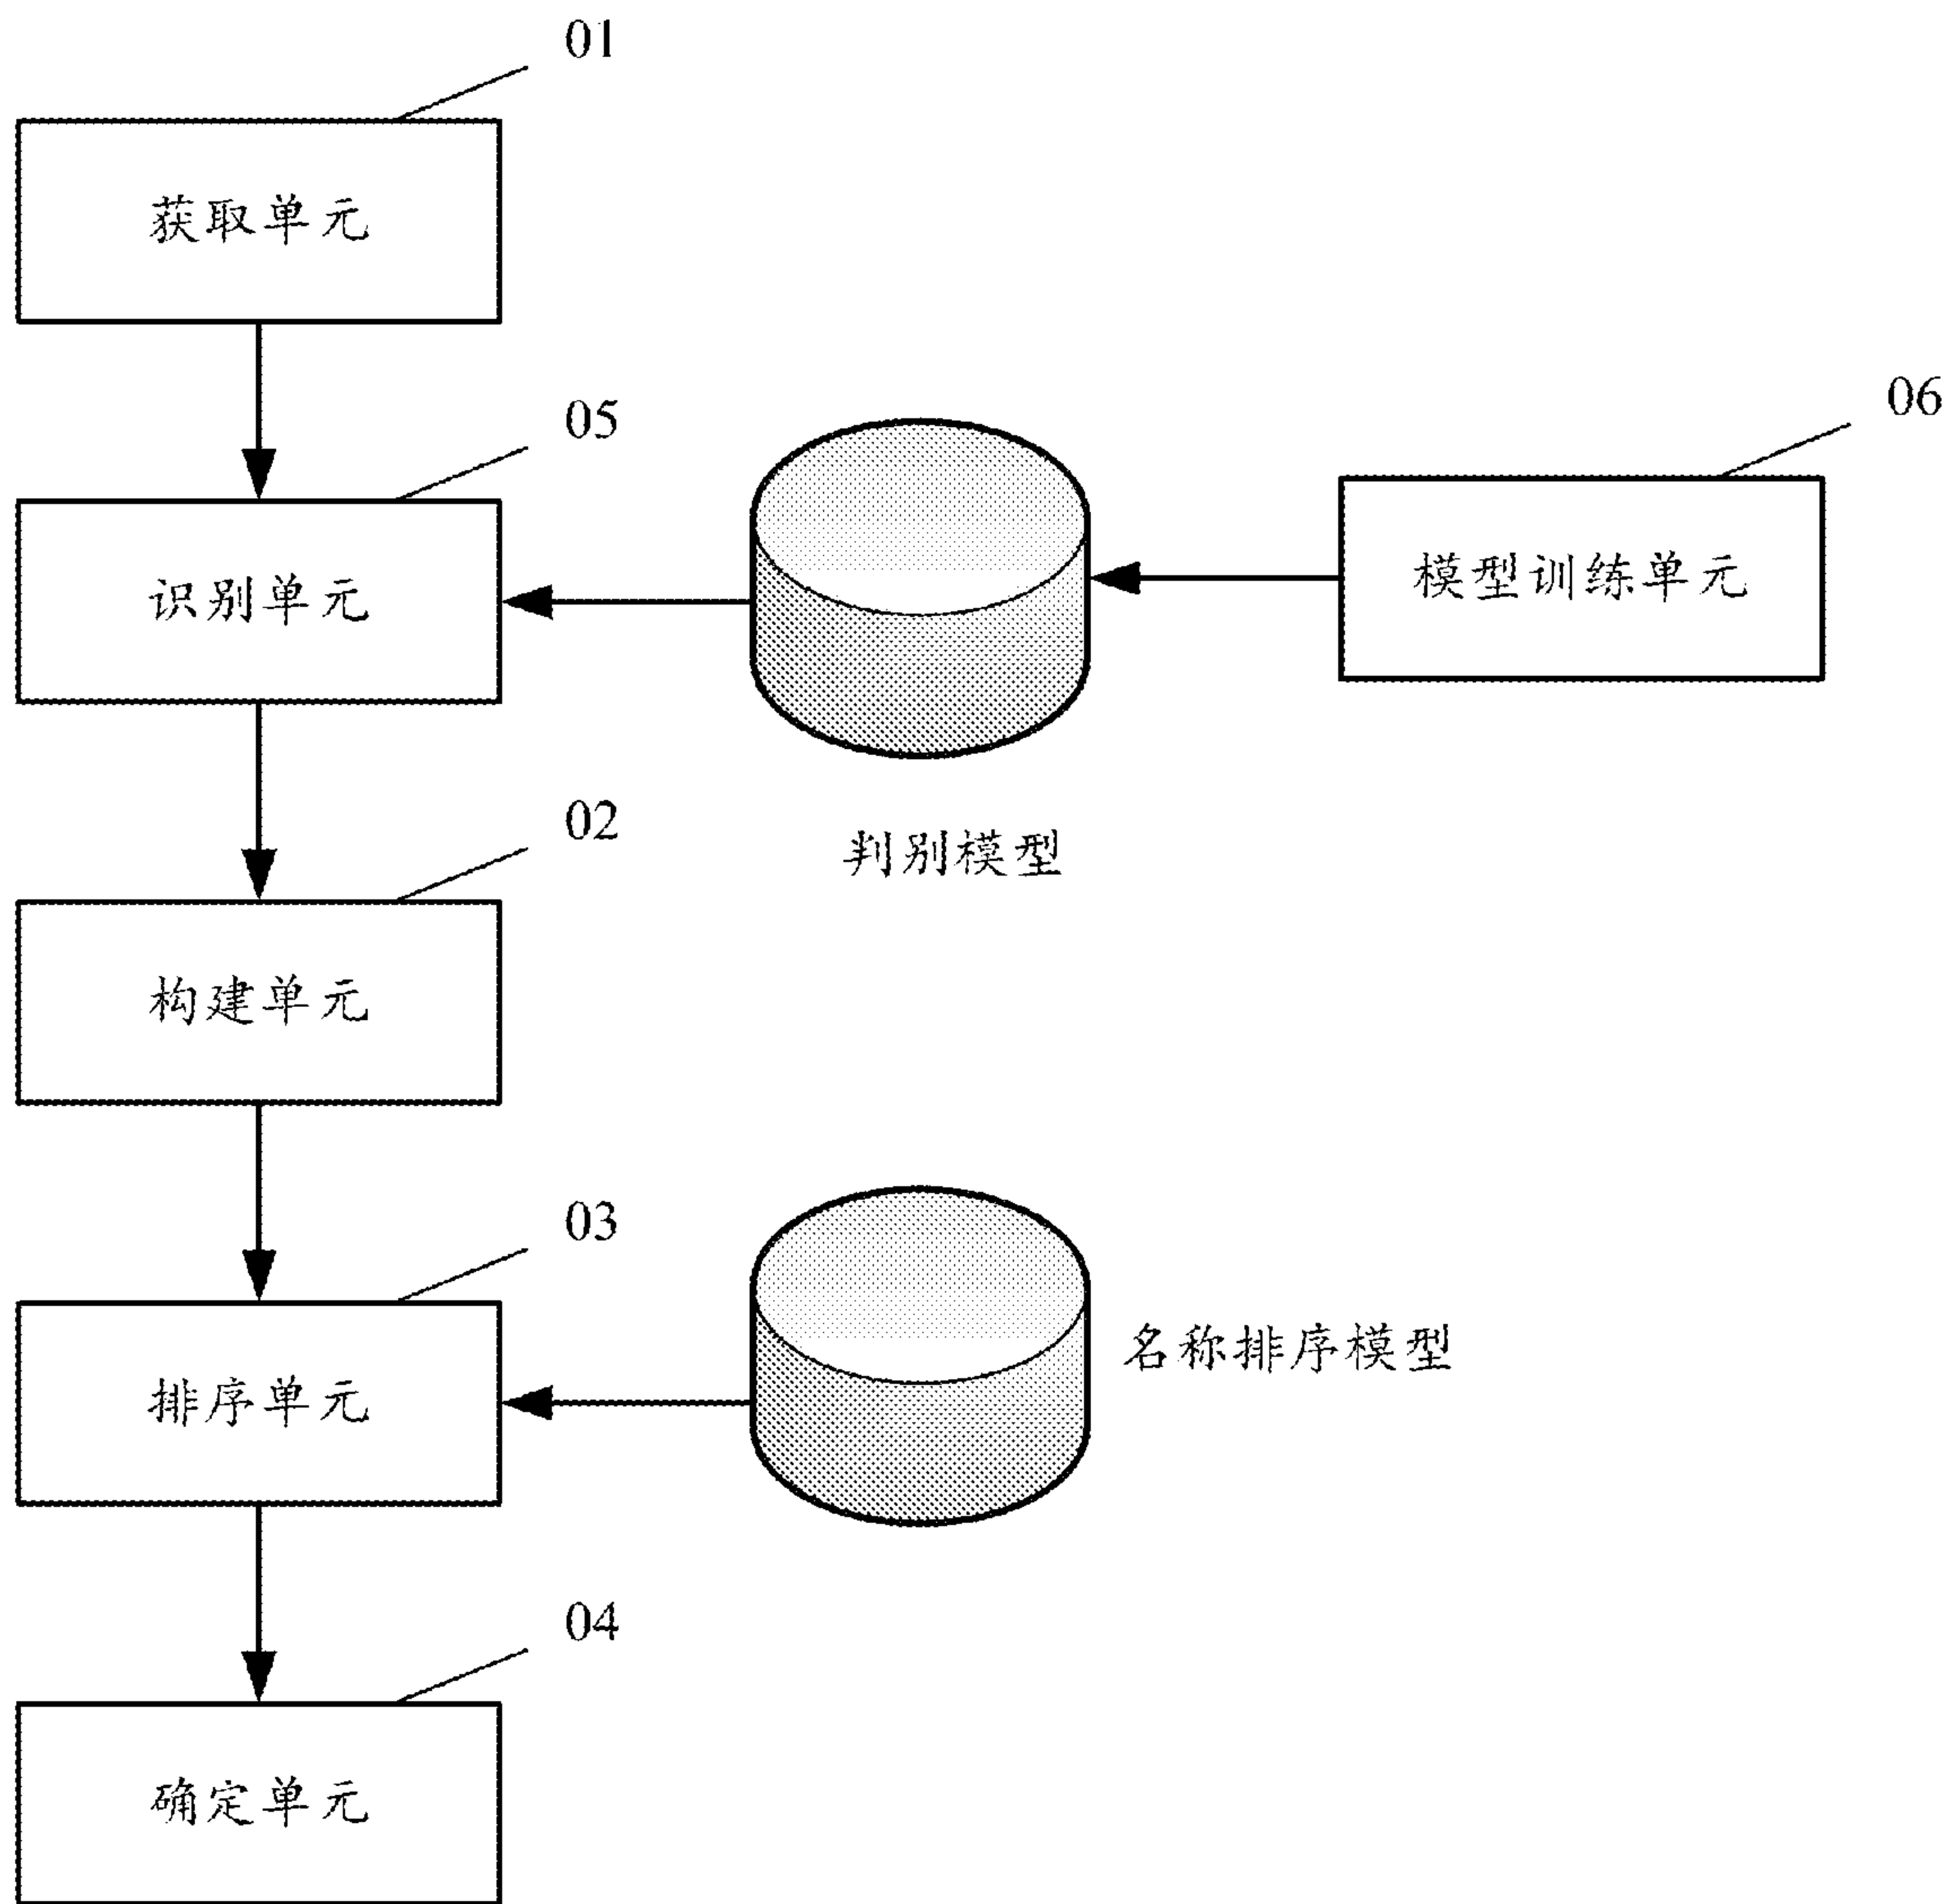 01
获取单元
05
06
识别单元
模型训练单元
02
判别模型
构建单元
03
名称排序模型
排序单元
04
确定单元